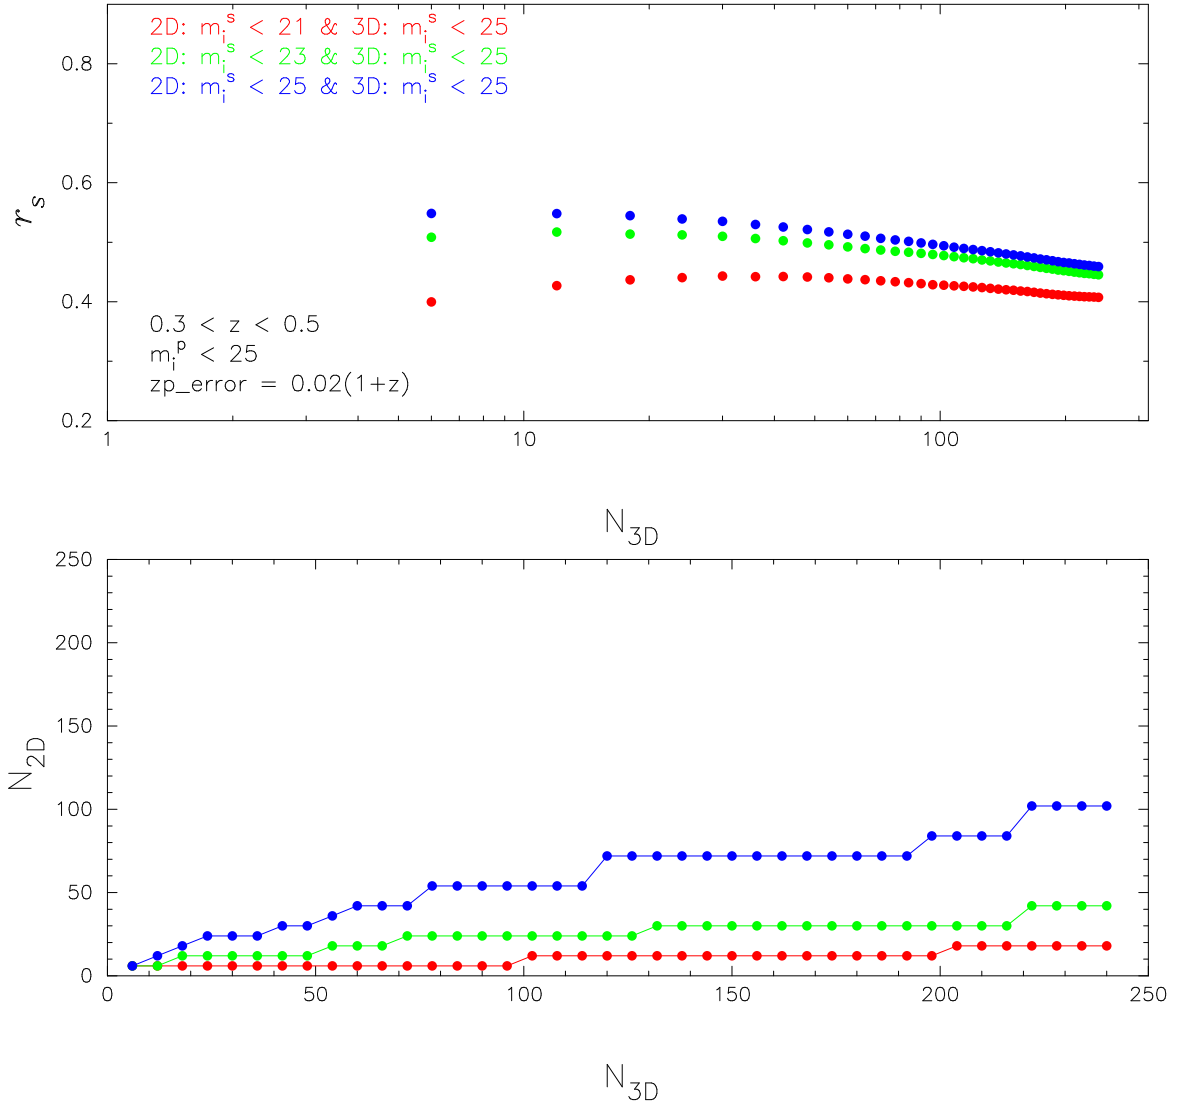 2D: m_i^s < 21 & 3D: m_i^s < 25
2D: m_i^s < 23 & 3D: m_i^s < 25
2D: m_i^s < 25 & 3D: m_i^s < 25
0.8
0.6
r_s
0.4
0.3 < z < 0.5
m_i^p < 25
zp_error = 0.02(1+z)
0.2
1 10 100
N_3D
250
200
150
N_2D
100
50
0
0 50 100 150 200 250
N_3D